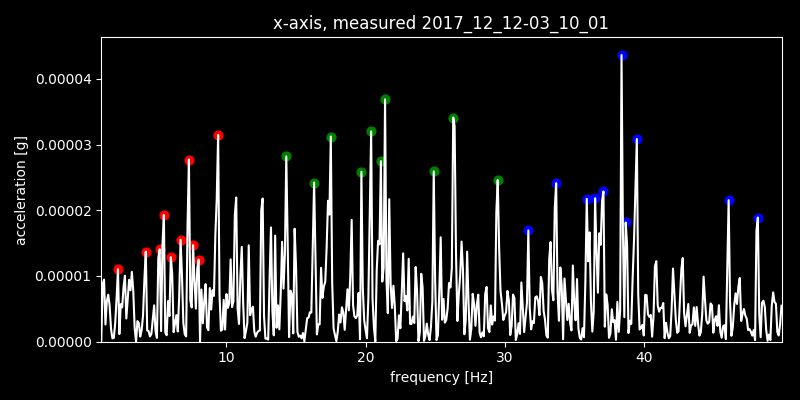 x-axis, measured 2017_12_12-03_10_01
acceleration [g]
0.00004
0.00003
0.00002
0.00001
0.00000
10 20 30 40
frequency [Hz]